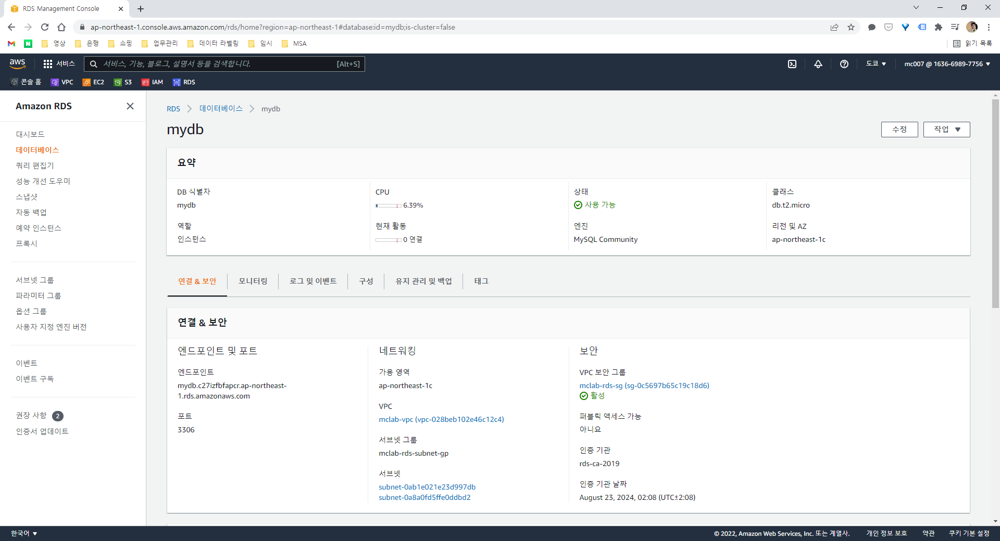 RDS Management Console
ap-northeast-1.console.aws.amazon.com/rds/home?region=ap-northeast-1#database:id=mydb;is-cluster=false
영상 은행 쇼핑 업무관리 데이터 라벨링 임시 MSA 읽기 목록
aws 서비스 서비스, 기능, 블로그, 설명서 등을 검색합니다. [Alt+S] 도쿄 ▼ mc007 @ 1636-6989-7756 ▼
콘솔 홈 VPC EC2 S3 IAM RDS
Amazon RDS
대시보드
데이터베이스
쿼리 편집기
성능 개선 도우미
스냅샷
자동 백업
예약 인스턴스
프록시
서브넷 그룹
파라미터 그룹
옵션 그룹
사용자 지정 엔진 버전
이벤트
이벤트 구독
권장 사항 2
인증서 업데이트
RDS 데이터베이스 mydb
mydb
수정 작업 ▼
요약
DB 식별자
mydb
CPU
6.39%
상태
사용 가능
클래스
db.t2.micro
역할
인스턴스
현재 활동
0 연결
엔진
MySQL Community
리전 및 AZ
ap-northeast-1c
연결 & 보안 모니터링 로그 및 이벤트 구성 유지 관리 및 백업 태그
연결 & 보안
엔드포인트 및 포트
엔드포인트
mydb.c27izfbfapcr.ap-northeast-
1.rds.amazonaws.com
포트
3306
네트워킹
가용 영역
ap-northeast-1c
VPC
mclab-vpc (vpc-028beb102e46c12c4)
서브넷 그룹
mclab-rds-subnet-gp
서브넷
subnet-0ab1e021e23d997db
subnet-0a8a0fd5ffe0ddbd2
보안
VPC 보안 그룹
mclab-rds-sg (sg-0c5697b65c19c18d6)
활성
퍼블릭 액세스 가능
아니요
인증 기관
rds-ca-2019
인증 기관 날짜
August 23, 2024, 02:08 (UTC±2:08)
한국어 ▼ © 2022, Amazon Web Services, Inc. 또는 계열사. 개인 정보 보호 약관 쿠키 기본 설정